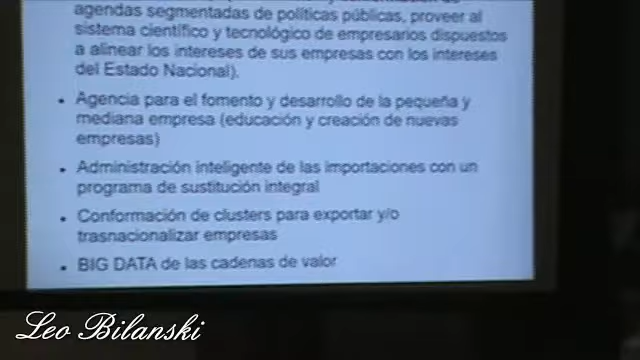 agendas segmentadas de políticas públicas, proveer al
sistema científico y tecnológico de empresarios dispuestos
a alinear los intereses de sus empresas con los intereses
del Estado Nacional).
• Agencia para el fomento y desarrollo de la pequeña y
mediana empresa (educación y creación de nuevas
empresas)
• Administración inteligente de las importaciones con un
programa de sustitución integral
• Conformación de clusters para exportar y/o
trasnacionalizar empresas
• BIG DATA de las cadenas de valor
Leo Bilanski